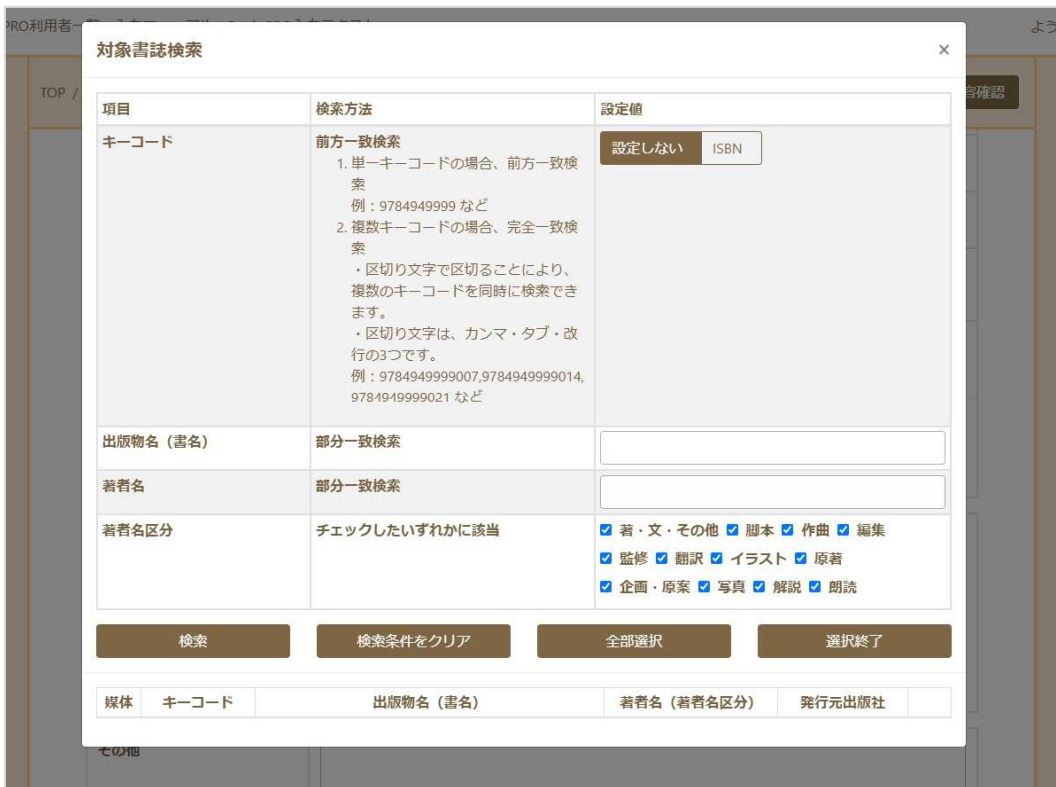 PRO利用者一
よう
TOP /
容確認
対象書誌検索
×
項目 検索方法 設定値
キーコード 前方一致検索 設定しない ISBN
1. 単一キーコードの場合、前方一致検
索
例：9784949999 など
2. 複数キーコードの場合、完全一致検
索
・区切り文字で区切ることにより、
複数のキーコードを同時に検索でき
ます。
・区切り文字は、カンマ・タブ・改
行の3つです。
例：9784949999007,9784949999014,
9784949999021 など
出版物名（書名） 部分一致検索
著者名 部分一致検索
著者名区分 チェックしたいずれかに該当 著・文・その他 脚本 作曲 編集
監修 翻訳 イラスト 原著
企画・原案 写真 解説 朗読
検索 検索条件をクリア 全部選択 選択終了
媒体 キーコード 出版物名（書名） 著者名（著者名区分） 発行元出版社
その他